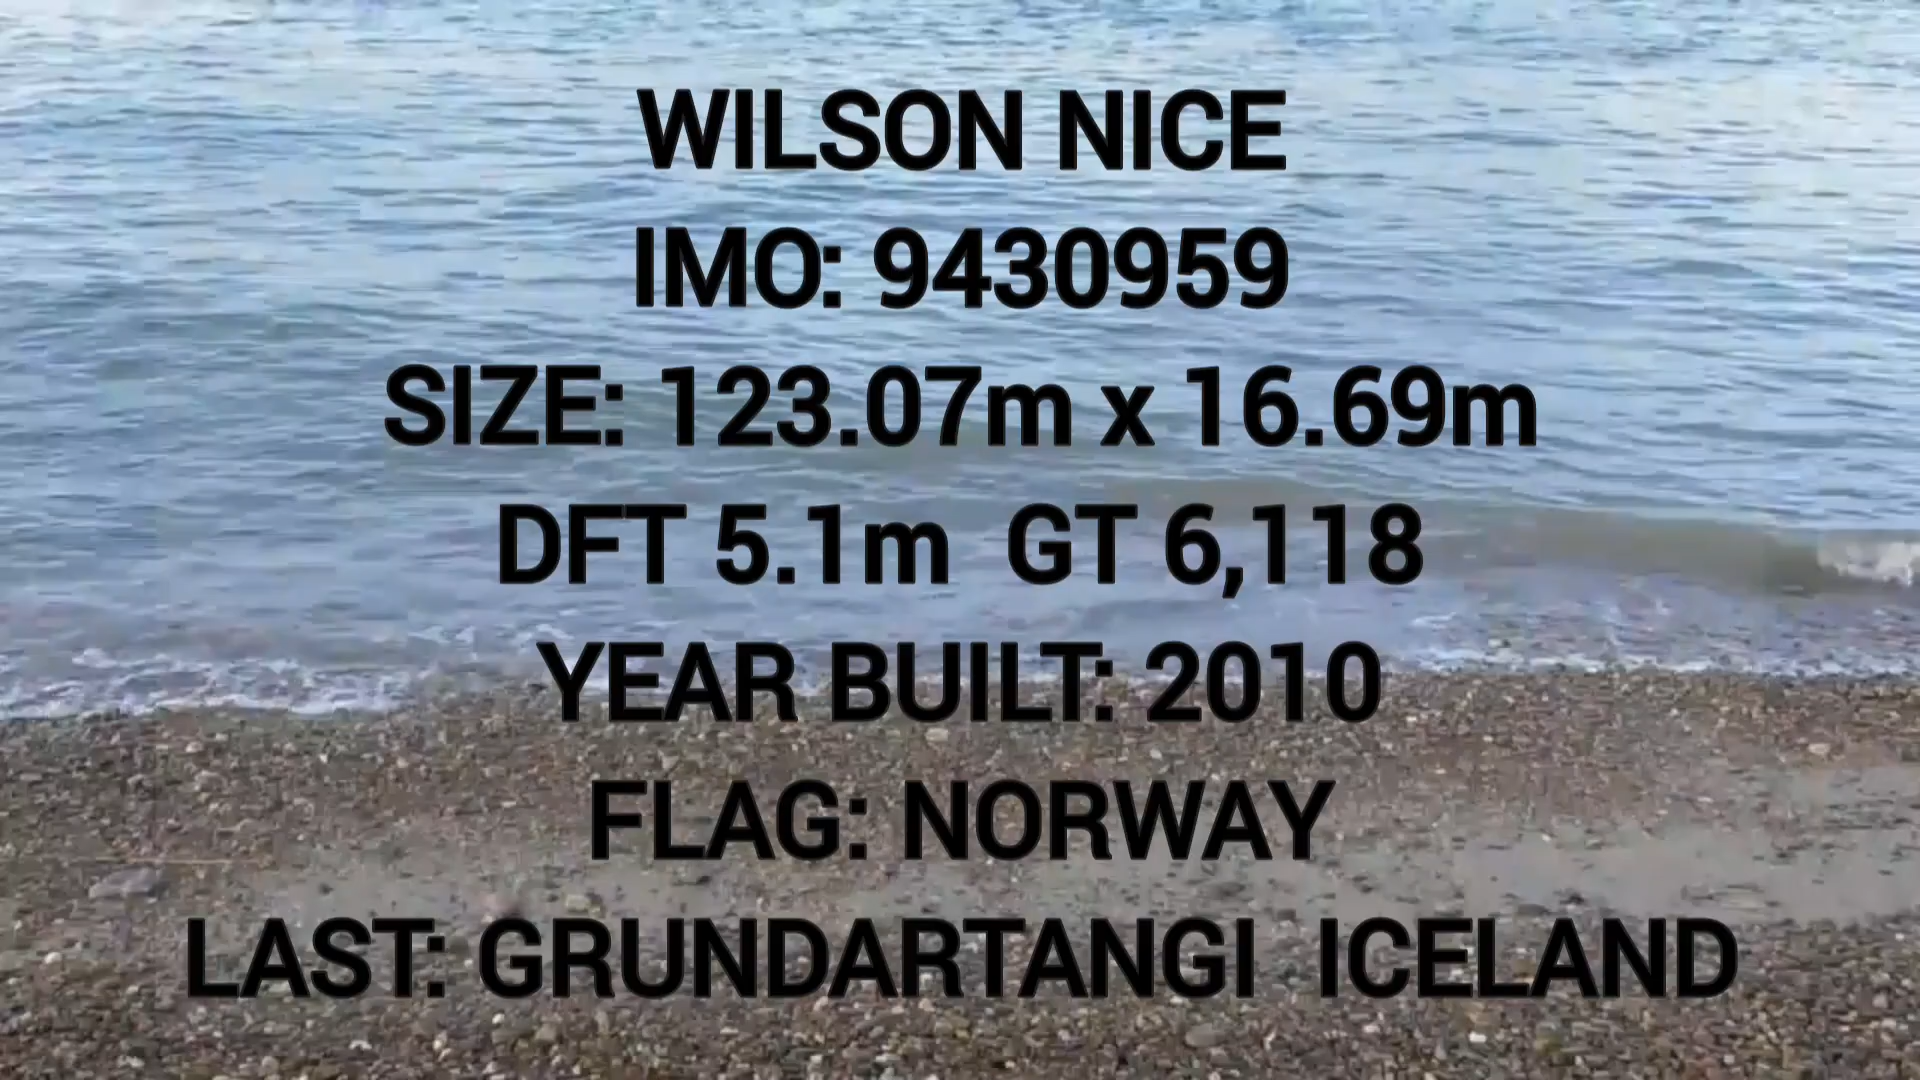 WILSON NICE
IMO: 9430959
SIZE: 123.07m x 16.69m
DFT 5.1m  GT 6,118
YEAR BUILT: 2010
FLAG: NORWAY
LAST: GRUNDARTANGI  ICELAND